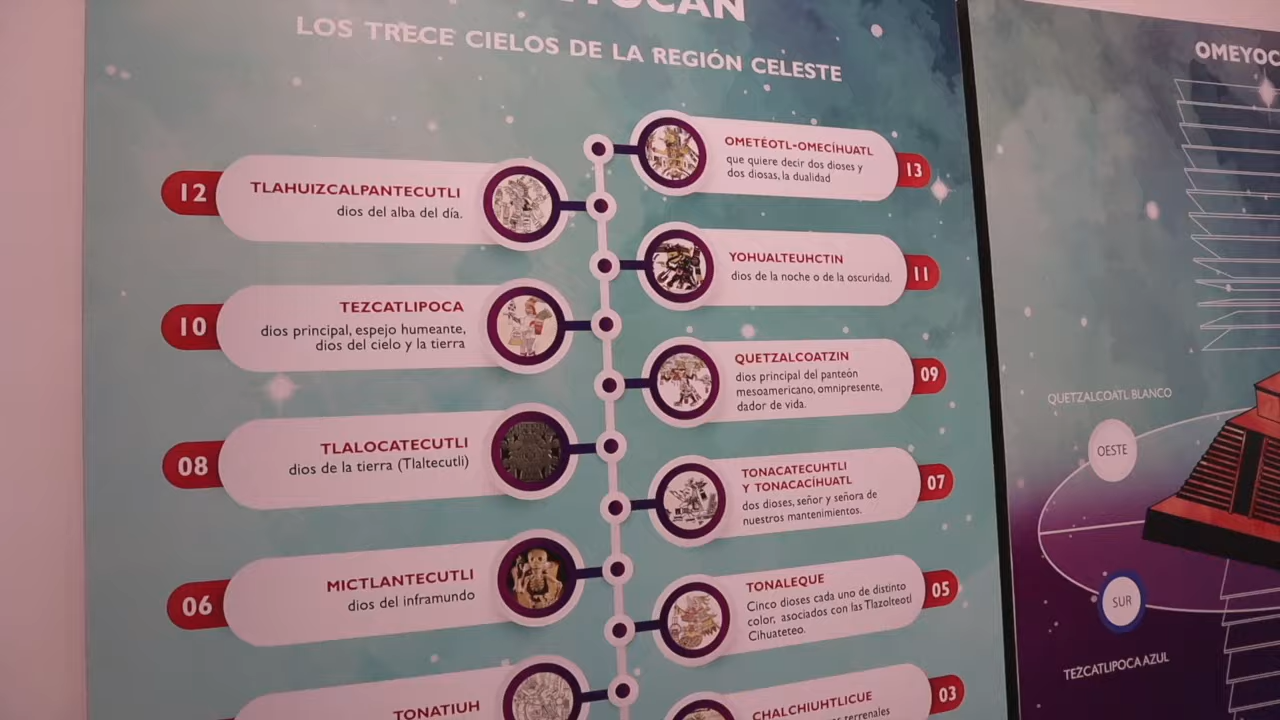 LOS TRECE CIELOS DE LA REGIÓN CELESTE
OMETÉOTL-OMECÍHUATL
que quiere decir dos dioses y
dos diosas, la dualidad
13
12
TLAHUIZCALPANTECUTLI
dios del alba del día.
YOHUALTEUHCTIN
dios de la noche o de la oscuridad.
11
10
TEZCATLIPOCA
dios principal, espejo humeante,
dios del cielo y la tierra
QUETZALCOATZIN
dios principal del panteón
mesoamericano, omnipresente,
dador de vida.
09
08
TLALOCATECUTLI
dios de la tierra (Tlaltecutli)
TONACATECUHTLI
Y TONACACÍHUATL
dos dioses, señor y señora de
nuestros mantenimientos.
07
06
MICTLANTECUTLI
dios del inframundo
TONALEQUE
Cinco dioses cada uno de distinto
color, asociados con las Tlazolteotl
Cihuateteo.
05
TONATIUH
CHALCHIUHTLICUE
terrenales
03
OMEYOC
QUETZALCOATL BLANCO
OESTE
SUR
TEZCATLIPOCA AZUL